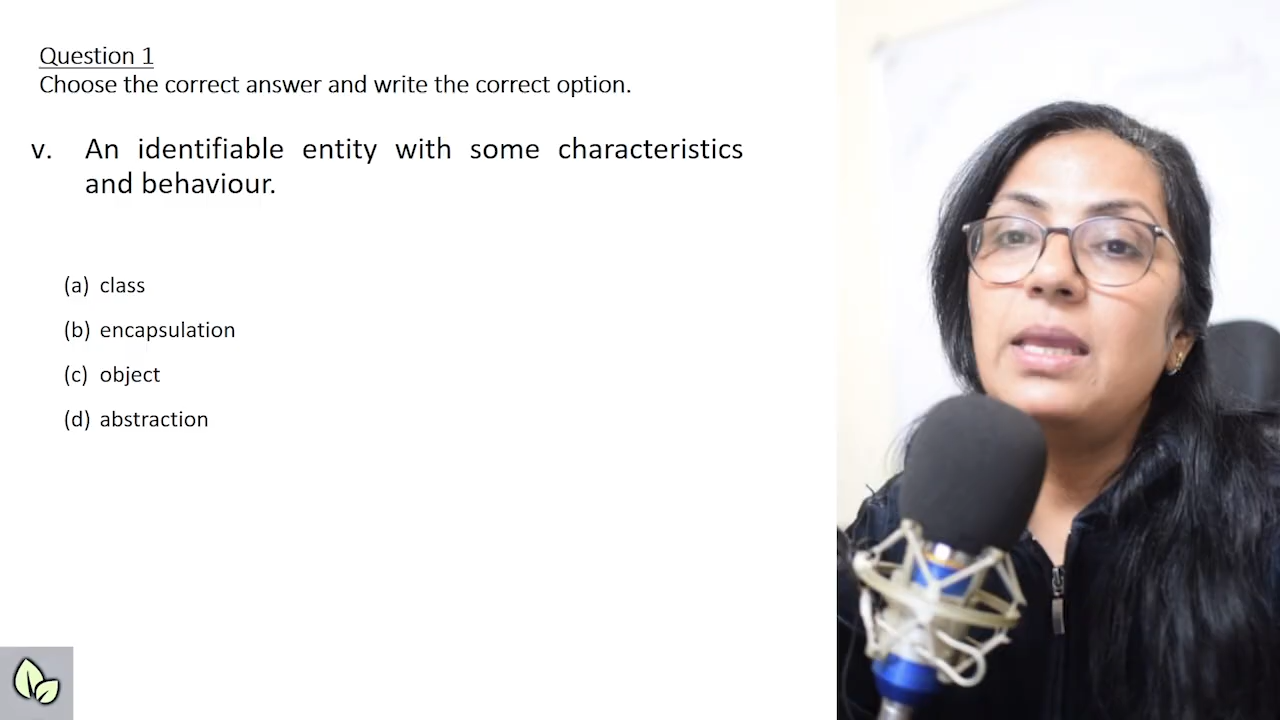 Question 1
Choose the correct answer and write the correct option.
v. An identifiable entity with some characteristics
and behaviour.
(a) class
(b) encapsulation
(c) object
(d) abstraction